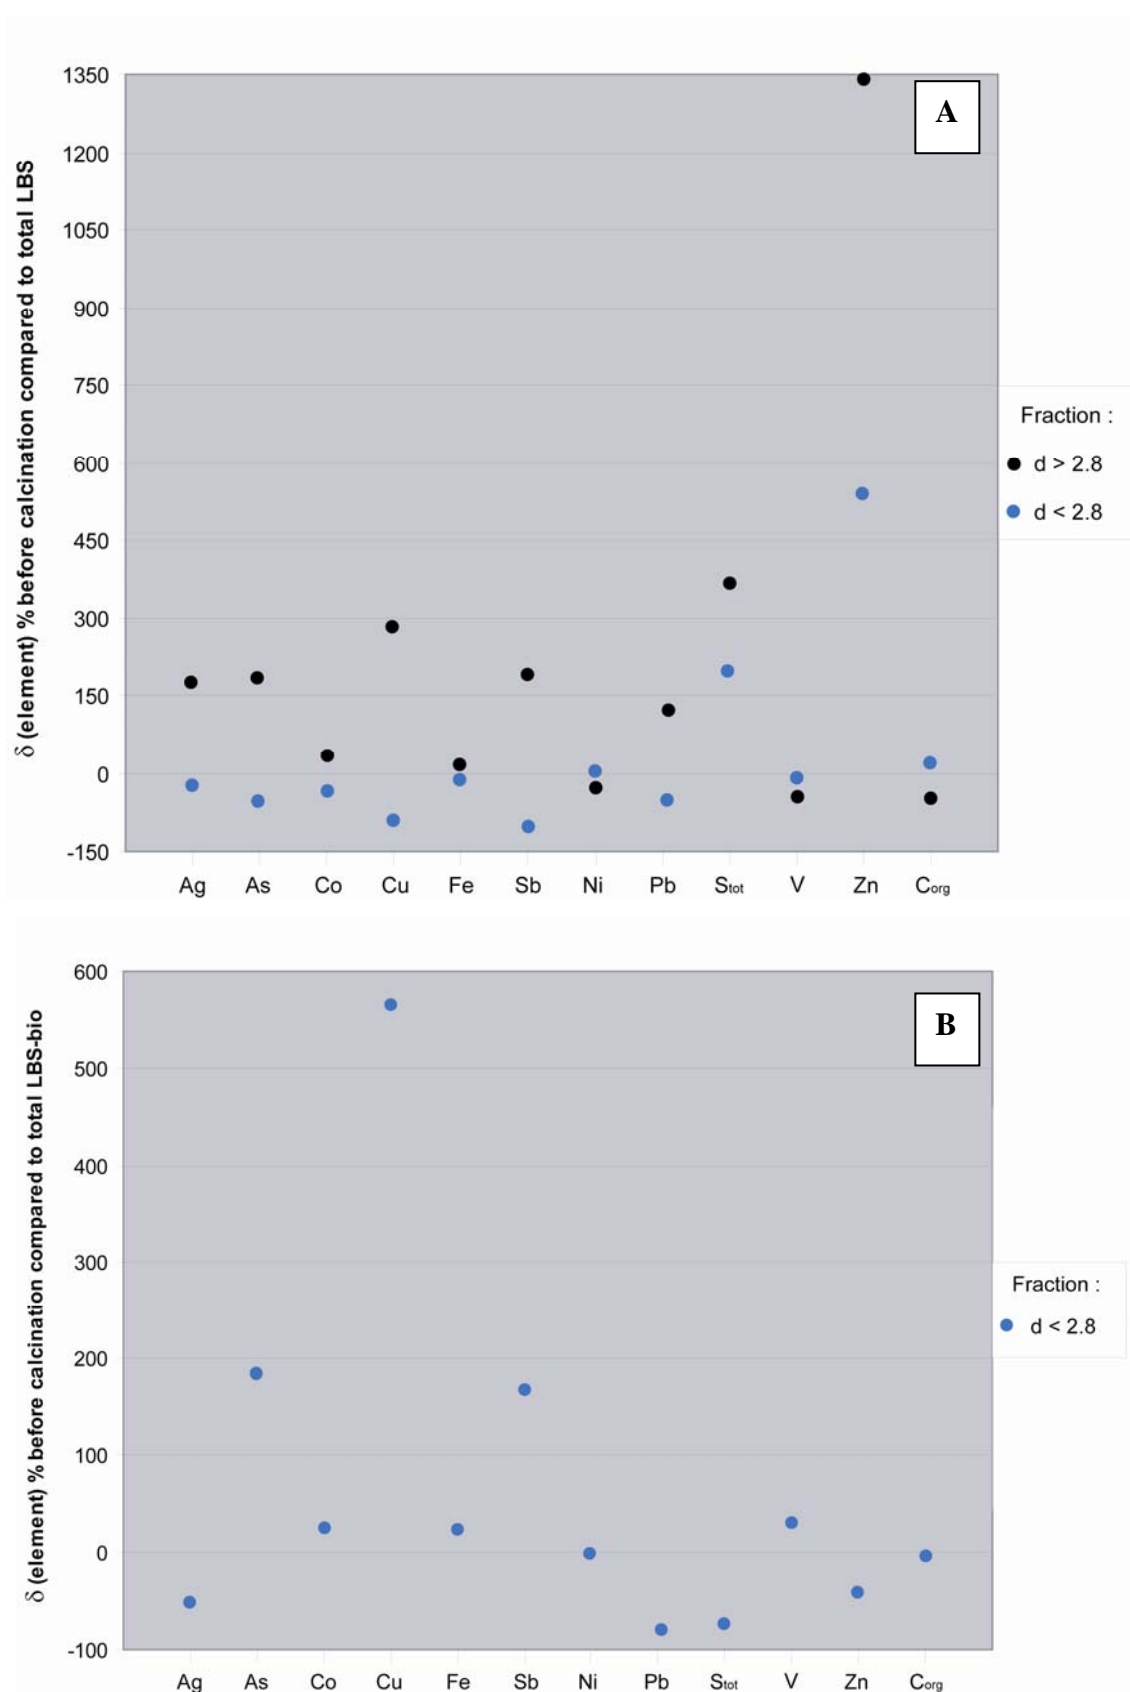 1350
1200
1050
900
750
600
450
300
150
0
-150
δ (element) % before calcination compared to total LBS
A
Fraction :
d > 2.8
d < 2.8
Ag As Co Cu Fe Sb Ni Pb Stot V Zn Corg
600
500
400
300
200
100
0
-100
δ (element) % before calcination compared to total LBS-bio
B
Fraction :
d < 2.8
Ag As Co Cu Fe Sb Ni Pb Stot V Zn Corg